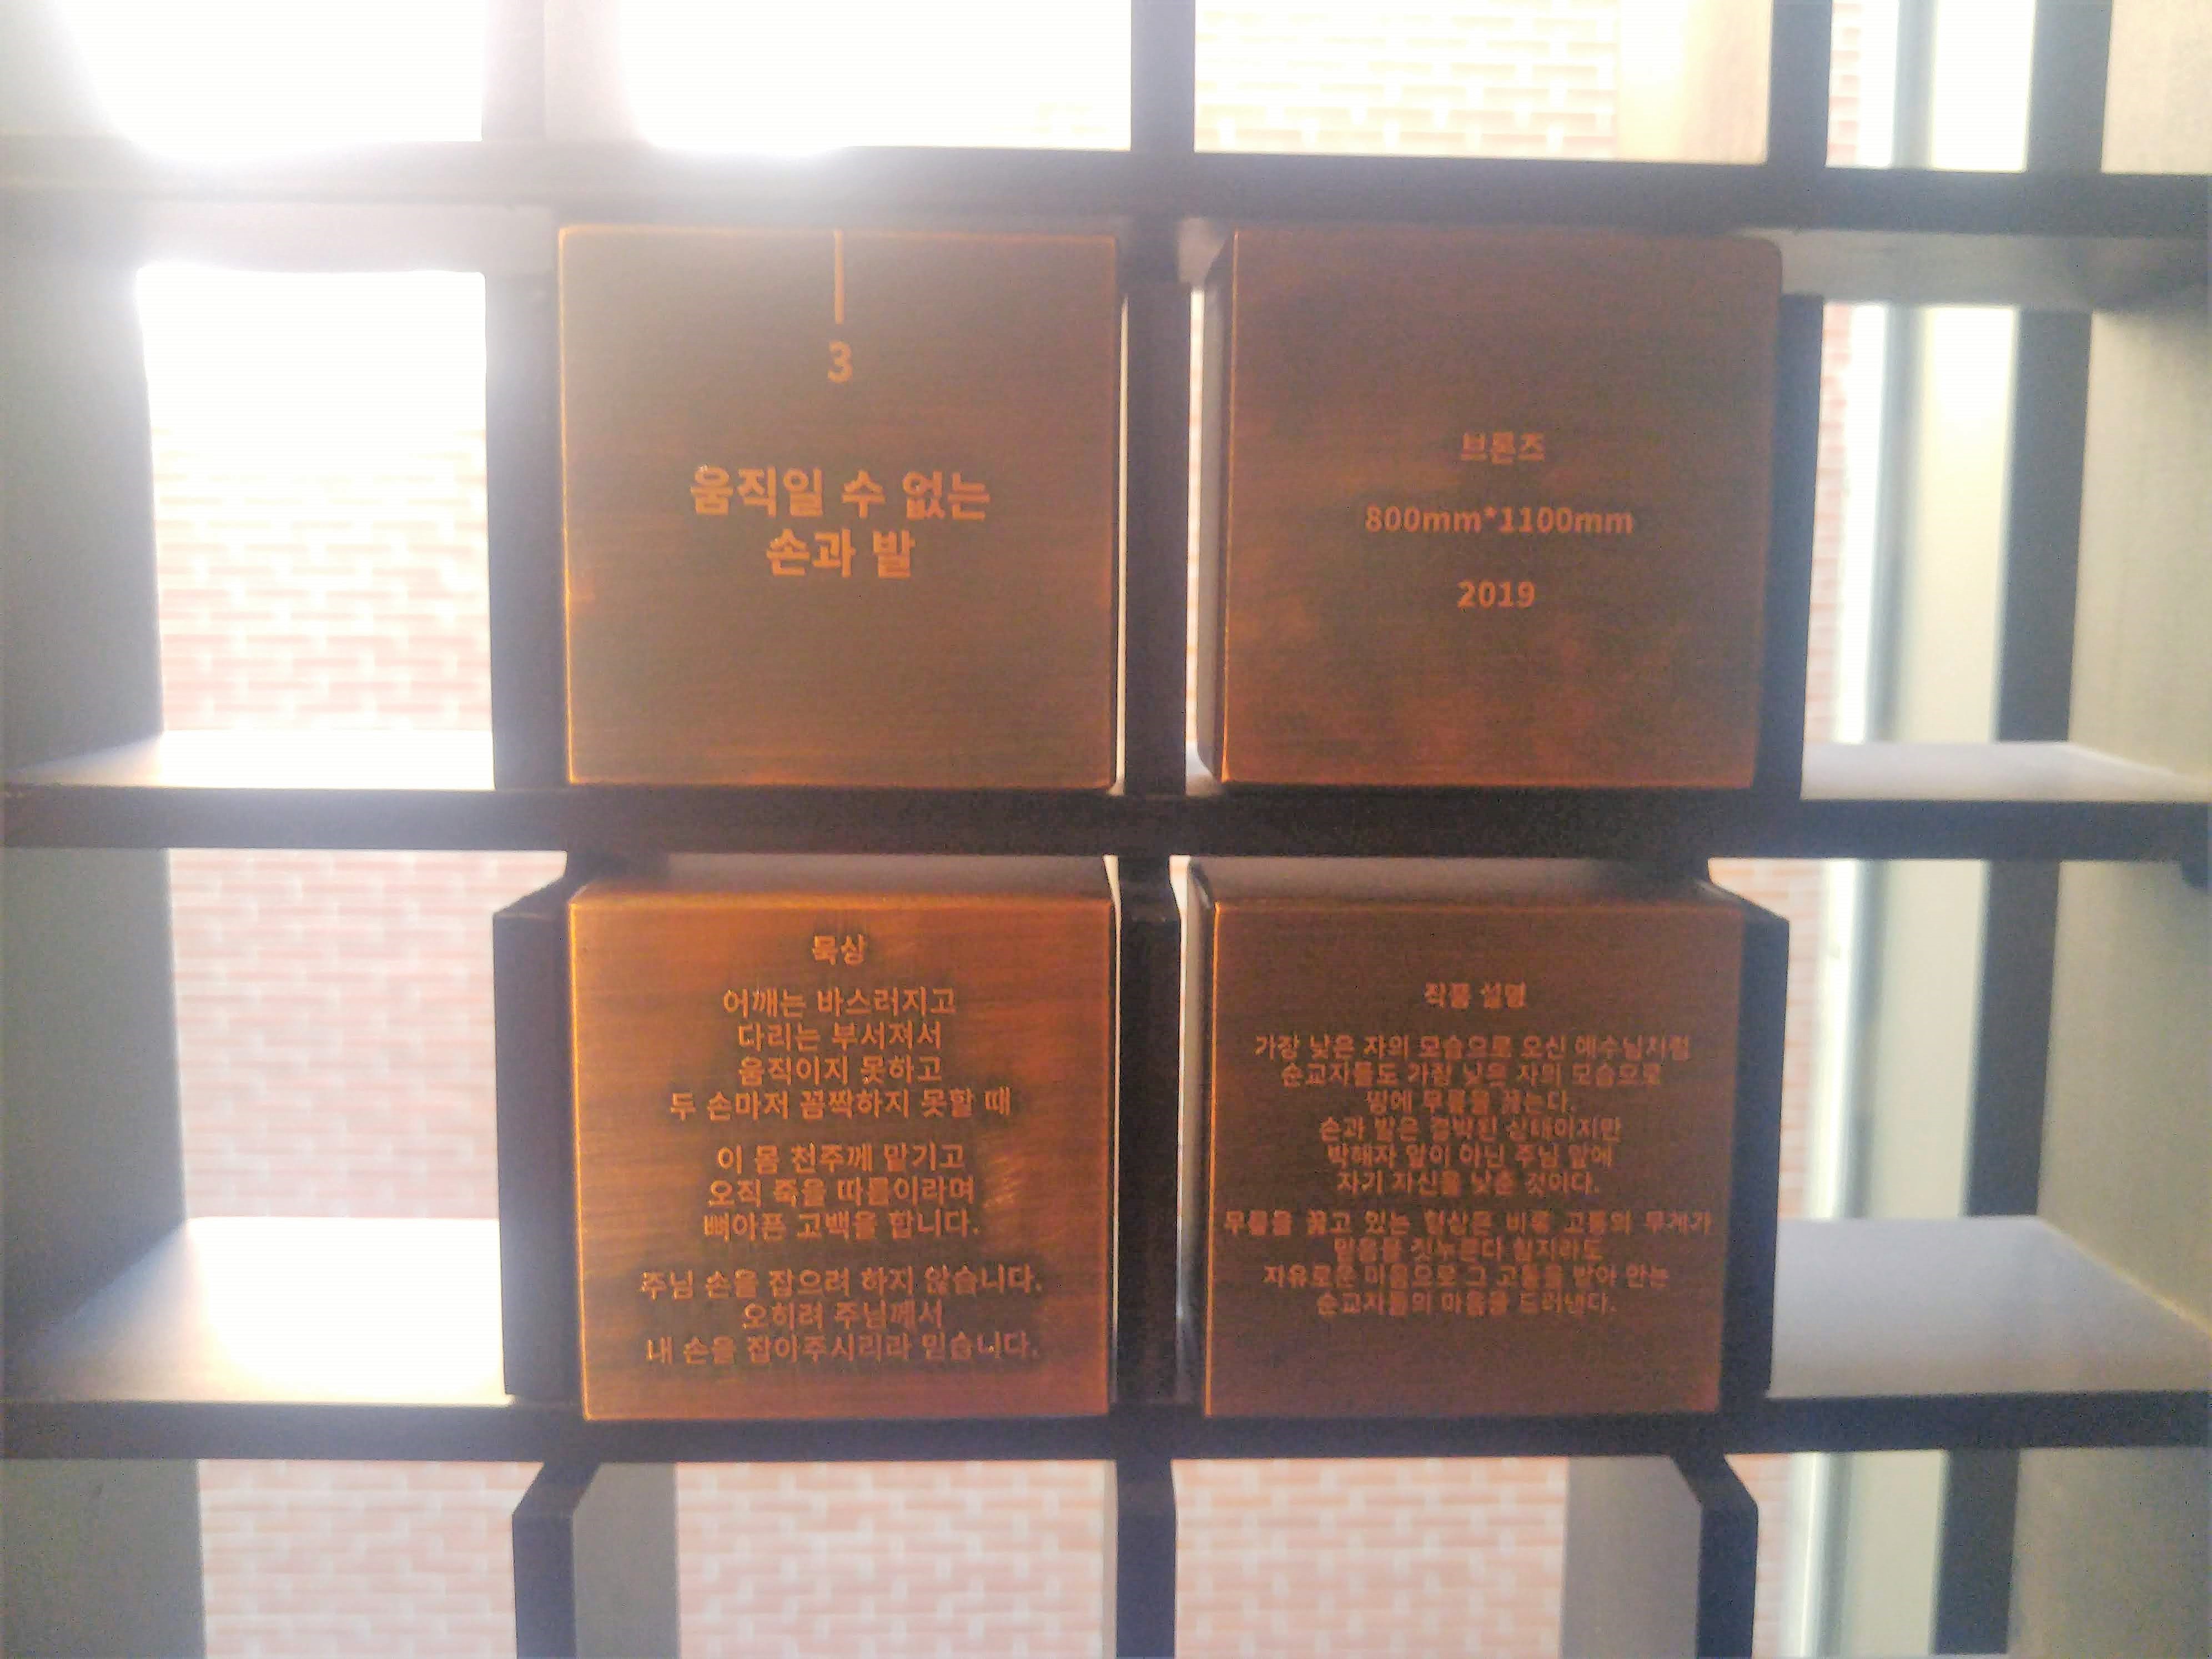 3
움직일 수 없는
손과 발
브론즈
800mm*1100mm
2019
묵상
어깨는 바스러지고
다리는 부서져서
움직이지 못하고
두 손마저 꼼짝하지 못할 때
이 몸 천주께 맡기고
오직 죽을 따름이라며
뼈아픈 고백을 합니다.
주님 손을 잡으려 하지 않습니다.
오히려 주님께서
내 손을 잡아주시리라 믿습니다.
작품 설명
가장 낮은 자의 모습으로 오신 예수님처럼
순교자들도 가장 낮은 자의 모습으로
땅에 무릎을 꿇는다.
손과 발은 결박된 상태이지만
박해자 앞이 아닌 주님 앞에
자기 자신을 낮춘 것이다.
무릎을 꿇고 있는 형상은 비록 고통의 무게가
믿음을 짓누른다 할지라도
자유로운 마음으로 그 고통을 받아 안는
순교자들의 마음을 드러낸다.